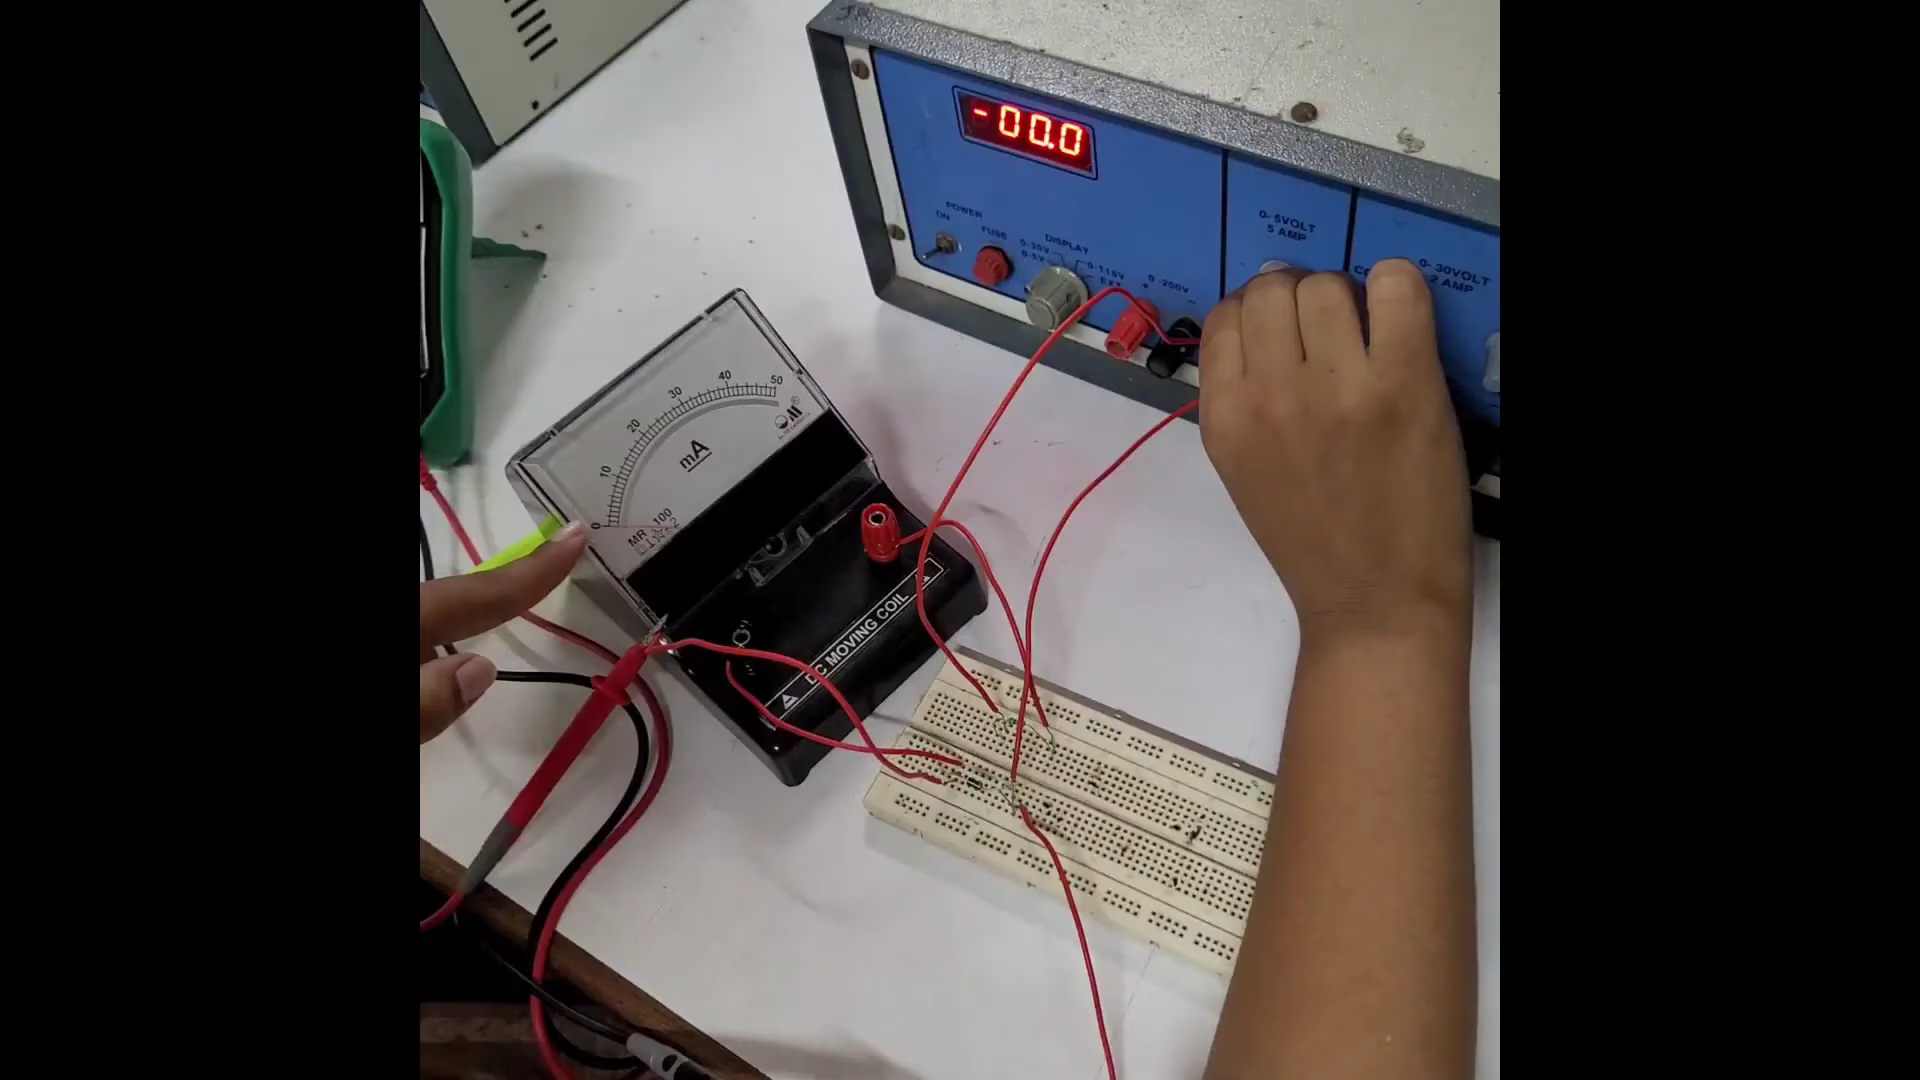 -00.0
POWER
ON
FUSE
DISPLAY
0-30V
0-5V
0-115V
EXT
0-200V
+
-
0-5VOLT
5 AMP
0-30VOLT
2 AMP
0 10 20 30 40 50
mA
MR 100
DC MOVING COIL